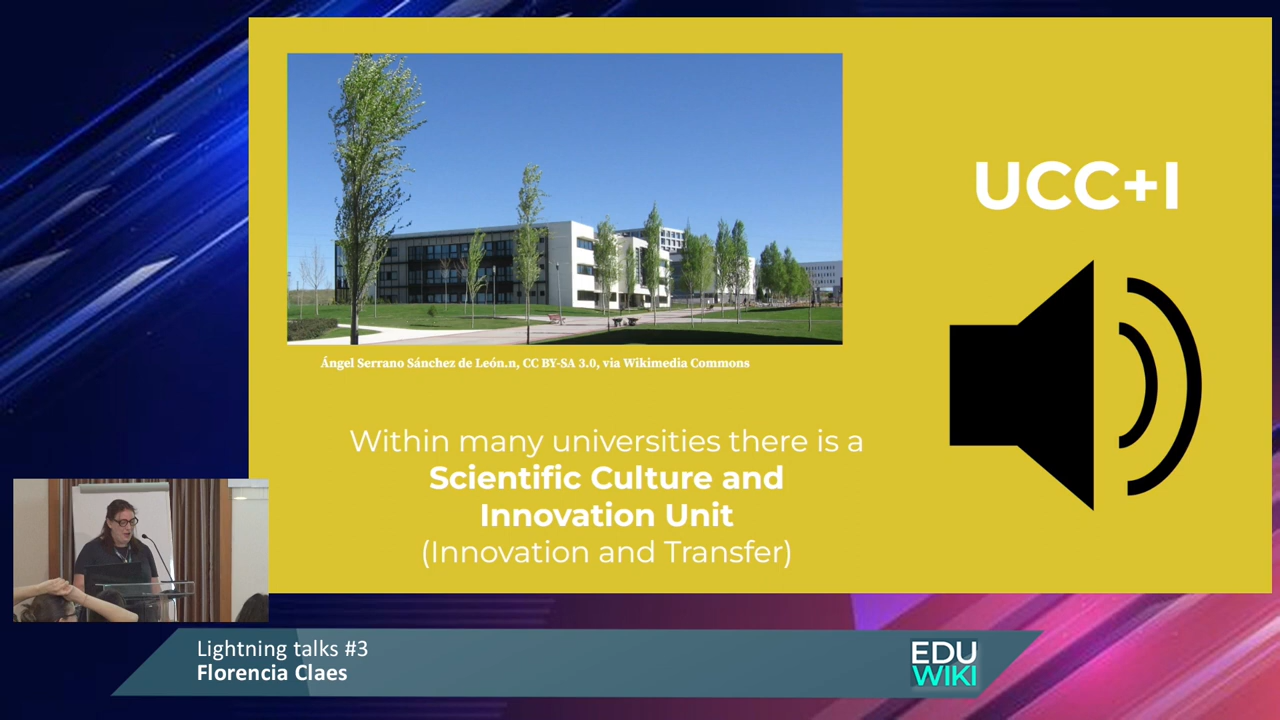 UCC+I
Ángel Serrano Sánchez de León.n, CC BY-SA 3.0, via Wikimedia Commons
Within many universities there is a
Scientific Culture and
Innovation Unit
(Innovation and Transfer)
Lightning talks #3
Florencia Claes
EDU
WIKI